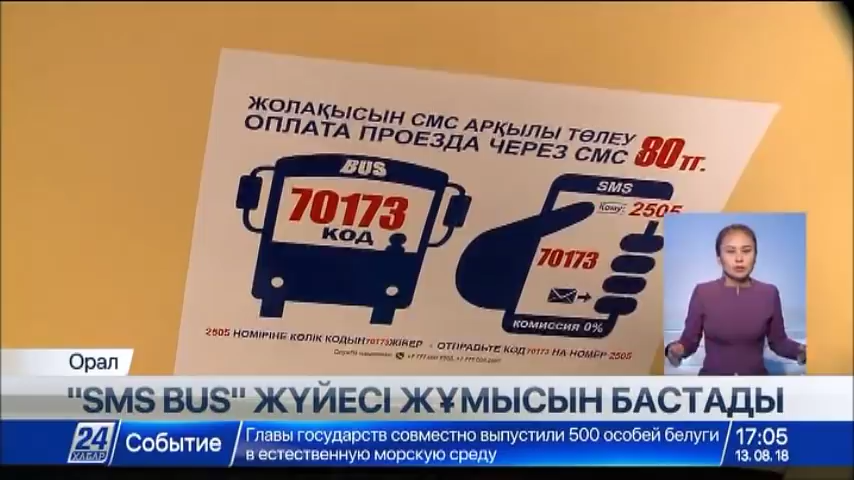 ЖОЛАҚЫСЫН СМС АРҚЫЛЫ ТӨЛЕУ
ОПЛАТА ПРОЕЗДА ЧЕРЕЗ СМС 80ТГ.
BUS
70173
КОД
SMS
Кому: 2505
70173
КОМИССИЯ 0%
2505 НӨМІРІНЕ КӨЛІК КОДЫН 70173 ЖІБЕР • ОТПРАВЬТЕ КОД 70173 НА НОМЕР 2505
Орал
"SMS BUS" ЖҮЙЕСІ ЖҰМЫСЫН БАСТАДЫ
24
ХАБАР
Событие
Главы государств совместно выпустили 500 особей белуги
в естественную морскую среду
17:05
13.08.18